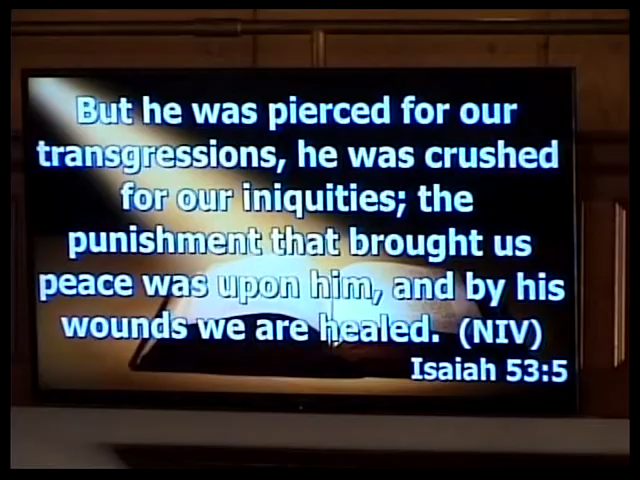 But he was pierced for our
transgressions, he was crushed
for our iniquities; the
punishment that brought us
peace was upon him, and by his
wounds we are healed. (NIV)
Isaiah 53:5